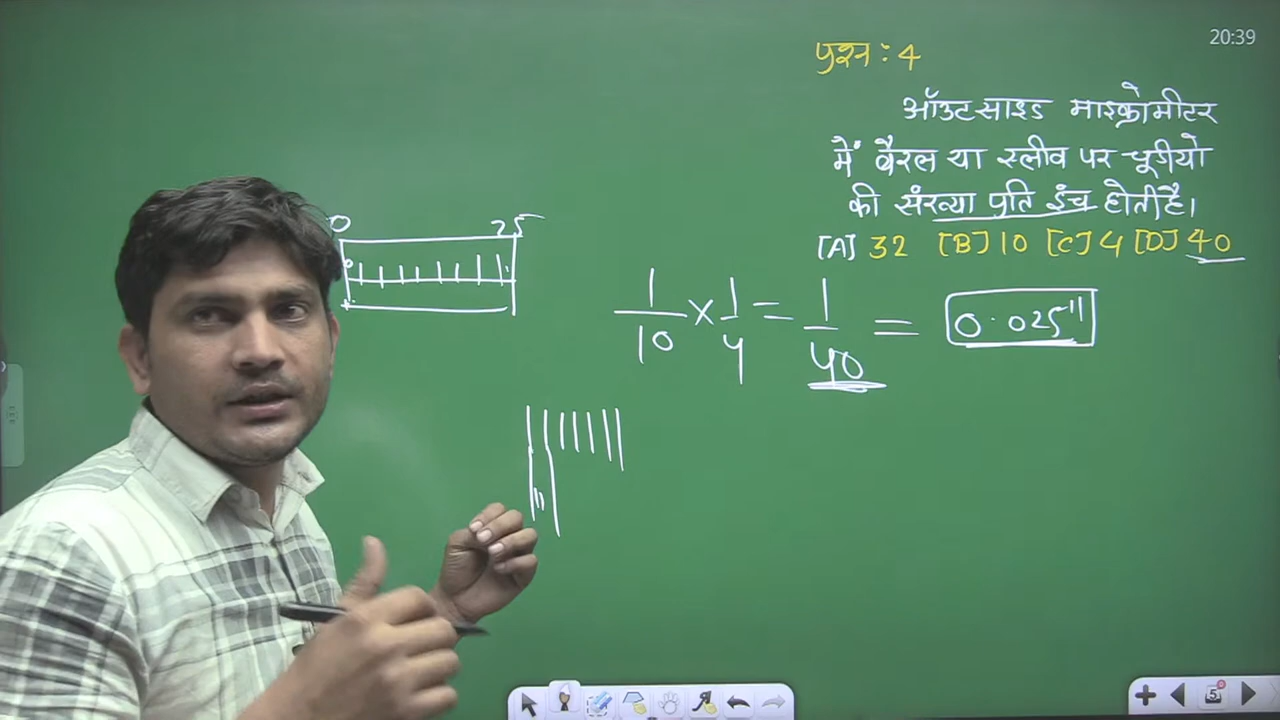 20:39
प्रश्न : 4
ऑउटसाइड माइक्रोमीटर
में बैरल या स्लीव पर चूडीयो
की संख्या प्रति इंच होती है।
[A] 32 [B] 10 [C] 4 [D] 40
0 25
1/10 × 1/4 = 1/40 = 0.025"
5